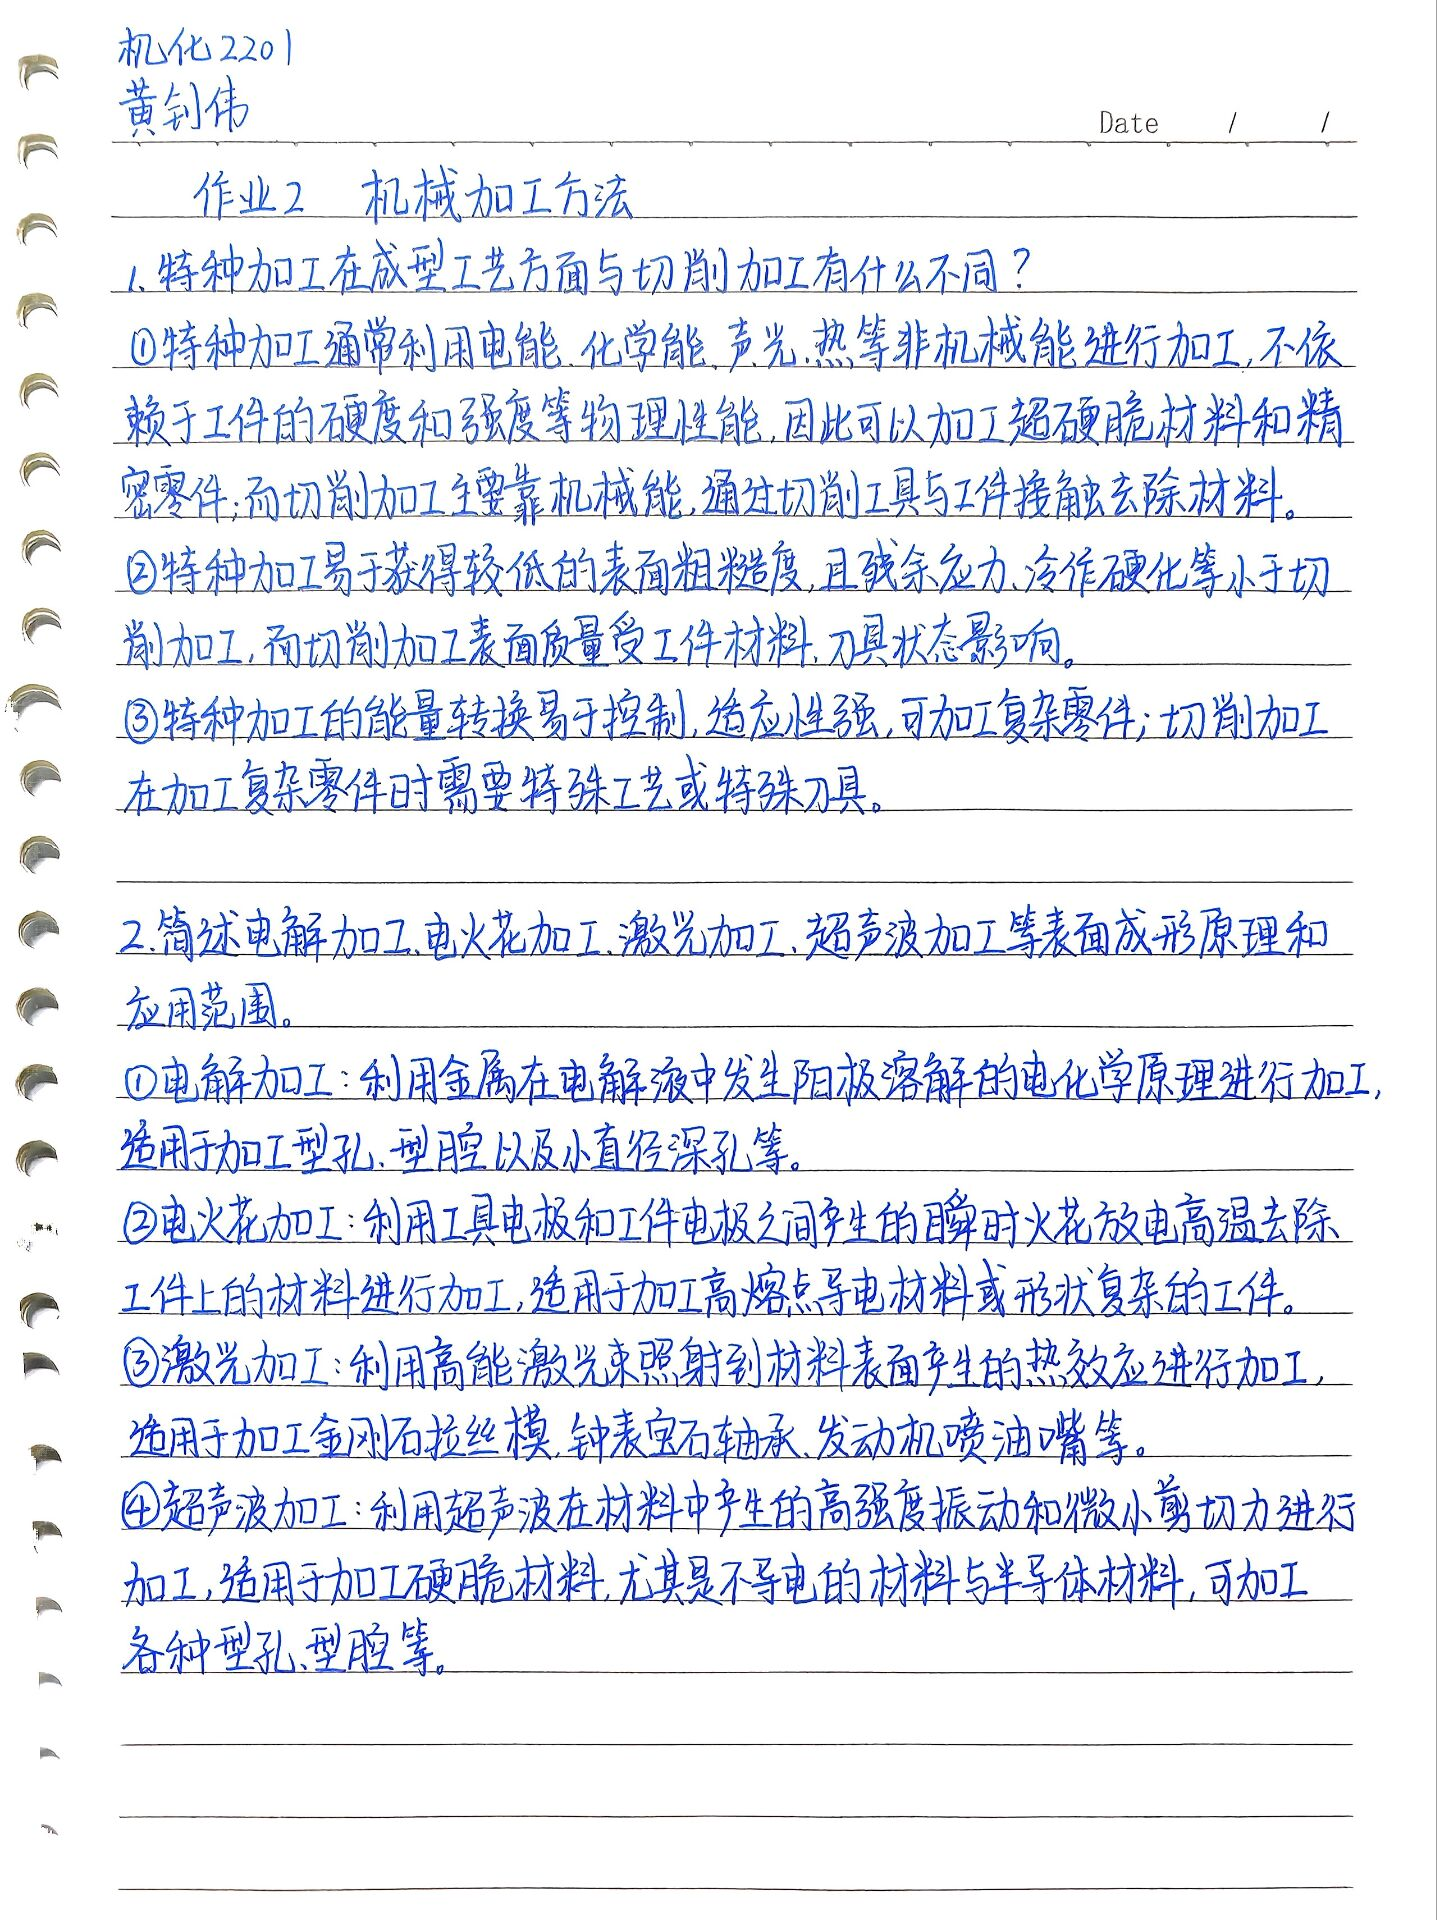 机化2201
黄钊伟
Date / /
作业2 机械加工方法
1.特种加工在成型工艺方面与切削加工有什么不同?
①特种加工通常利用电能、化学能、声、光、热等非机械能进行加工,不依
赖于工件的硬度和强度等物理性能,因此可以加工超硬脆材料和精
密零件;而切削加工主要靠机械能,通过切削工具与工件接触去除材料。
②特种加工易于获得较低的表面粗糙度,且残余应力、冷作硬化等小于切
削加工,而切削加工表面质量受工件材料、刀具状态影响。
③特种加工的能量转换易于控制,适应性强,可加工复杂零件;切削加工
在加工复杂零件时需要特殊工艺或特殊刀具。
2.简述电解加工、电火花加工、激光加工、超声波加工等表面成形原理和
应用范围。
①电解加工:利用金属在电解液中发生阳极溶解的电化学原理进行加工,
适用于加工型孔、型腔以及小直径深孔等。
②电火花加工:利用工具电极和工件电极之间产生的瞬时火花放电高温去除
工件上的材料进行加工,适用于加工高熔点导电材料或形状复杂的工件。
③激光加工:利用高能激光束照射到材料表面产生的热效应进行加工,
适用于加工金刚石拉丝模、钟表宝石轴承、发动机喷油嘴等。
④超声波加工:利用超声波在材料中产生的高强度振动和微小剪切力进行
加工,适用于加工硬脆材料,尤其是不导电的材料与半导体材料,可加工
各种型孔、型腔等。